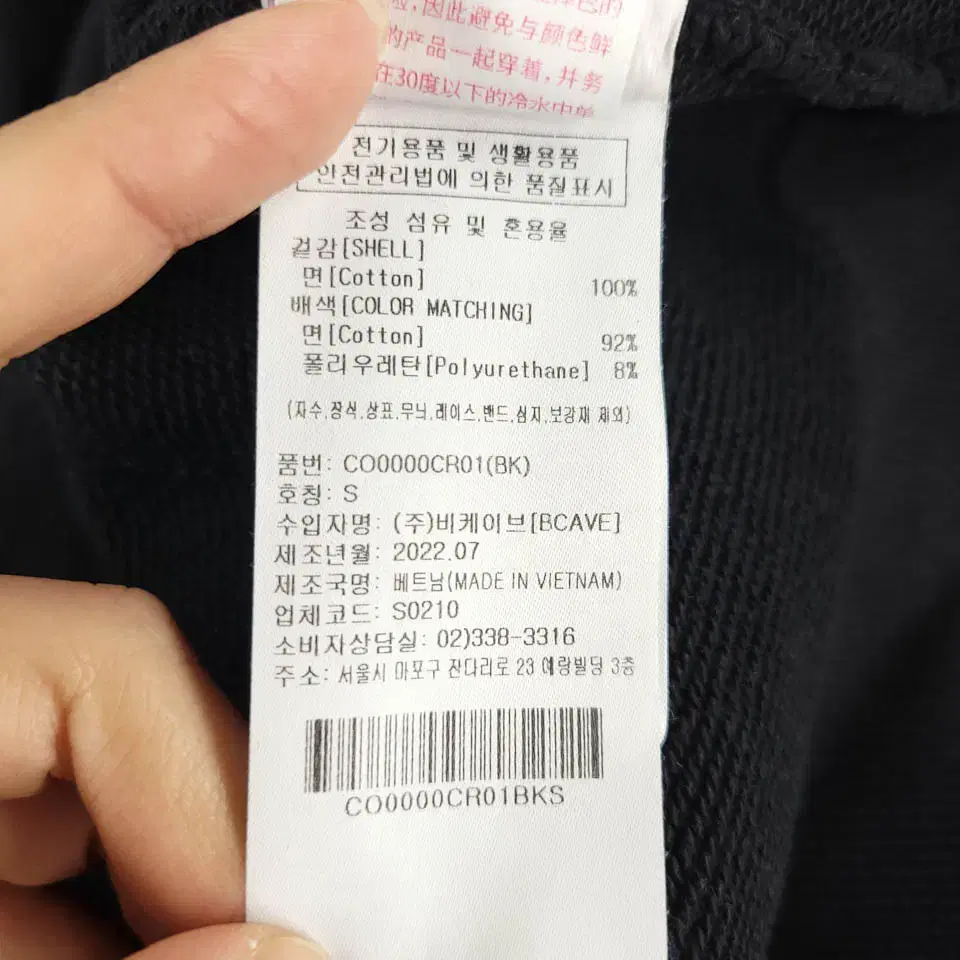 因此避免与颜色鲜
的产品一起穿着,并务
在30度以下的冷水中单
전기용품 및 생활용품
안전관리법에 의한 품질표시
조성 섬유 및 혼용율
겉감[SHELL]
면[Cotton] 100%
배색[COLOR MATCHING]
면[Cotton] 92%
폴리우레탄[Polyurethane] 8%
(자수,장식,상표,무늬,레이스,밴드,심지,보강재 제외)
품번: CO0000CR01(BK)
호칭: S
수입자명: (주)비케이브[BCAVE]
제조년월: 2022.07
제조국명: 베트남(MADE IN VIETNAM)
업체코드: S0210
소비자상담실: 02)338-3316
주소: 서울시 마포구 잔다리로 23 예랑빌딩 3층
CO0000CR01BKS